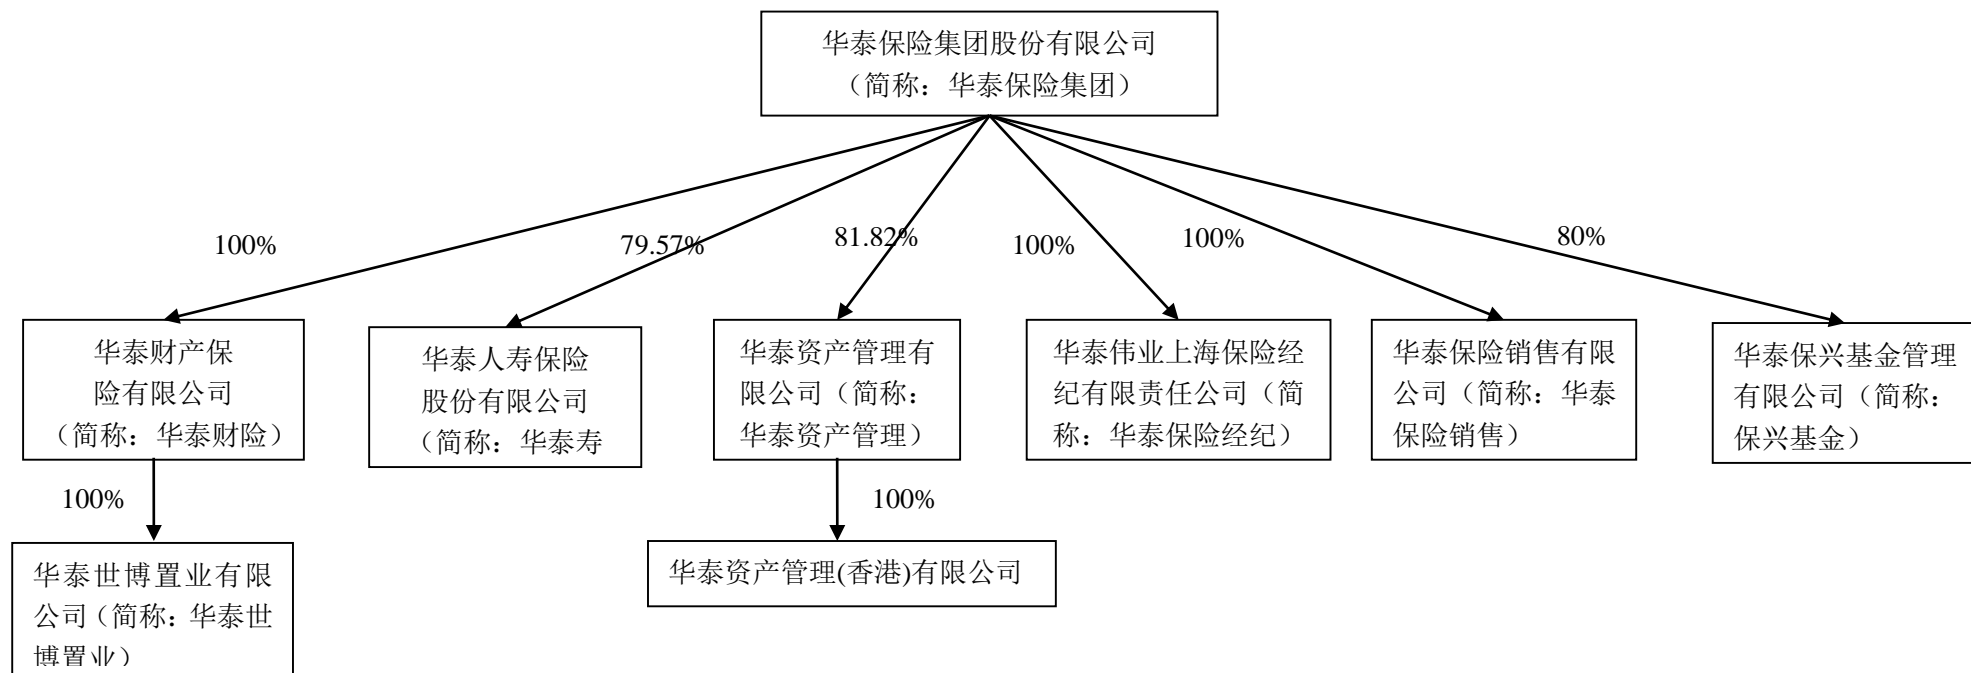 华泰保险集团股份有限公司
（简称：华泰保险集团）
100%
79.57%
81.82%
100%
100%
80%
华泰财产保
险有限公司
（简称：华泰财险）
华泰人寿保险
股份有限公司
（简称：华泰寿
华泰资产管理有
限公司（简称：
华泰资产管理）
华泰伟业上海保险经
纪有限责任公司（简
称：华泰保险经纪）
华泰保险销售有限
公司（简称：华泰
保险销售）
华泰保兴基金管理
有限公司（简称：
保兴基金）
100%
100%
华泰世博置业有限
公司（简称：华泰世
博置业）
华泰资产管理(香港)有限公司